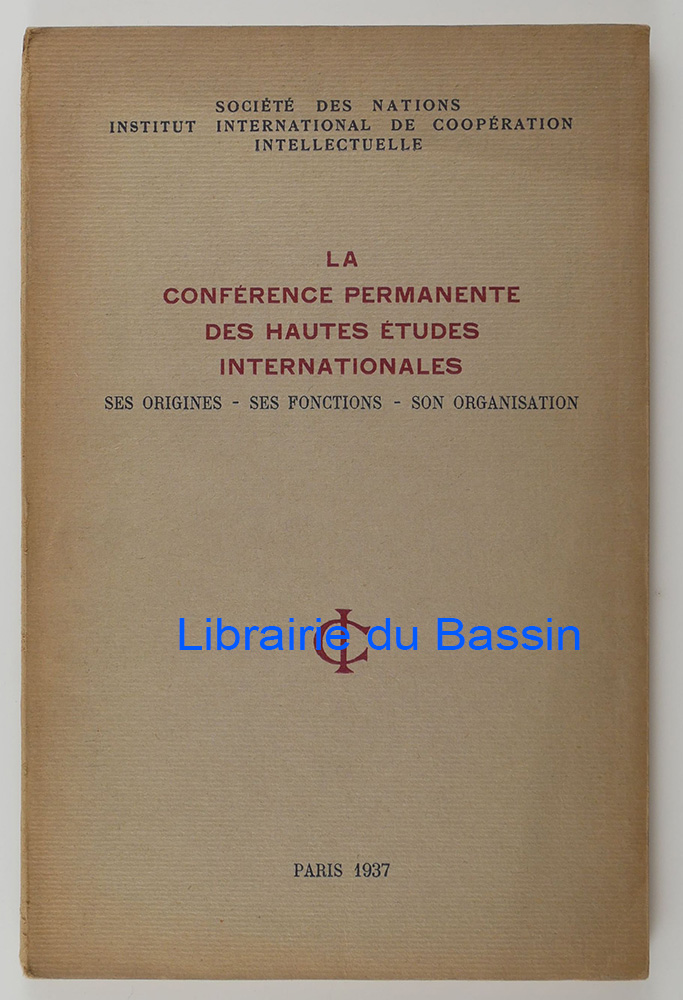 SOCIÉTÉ DES NATIONS
INSTITUT INTERNATIONAL DE COOPÉRATION
INTELLECTUELLE
LA
CONFÉRENCE PERMANENTE
DES HAUTES ÉTUDES
INTERNATIONALES
SES ORIGINES - SES FONCTIONS - SON ORGANISATION
Librairie du Bassin
IC
PARIS 1937